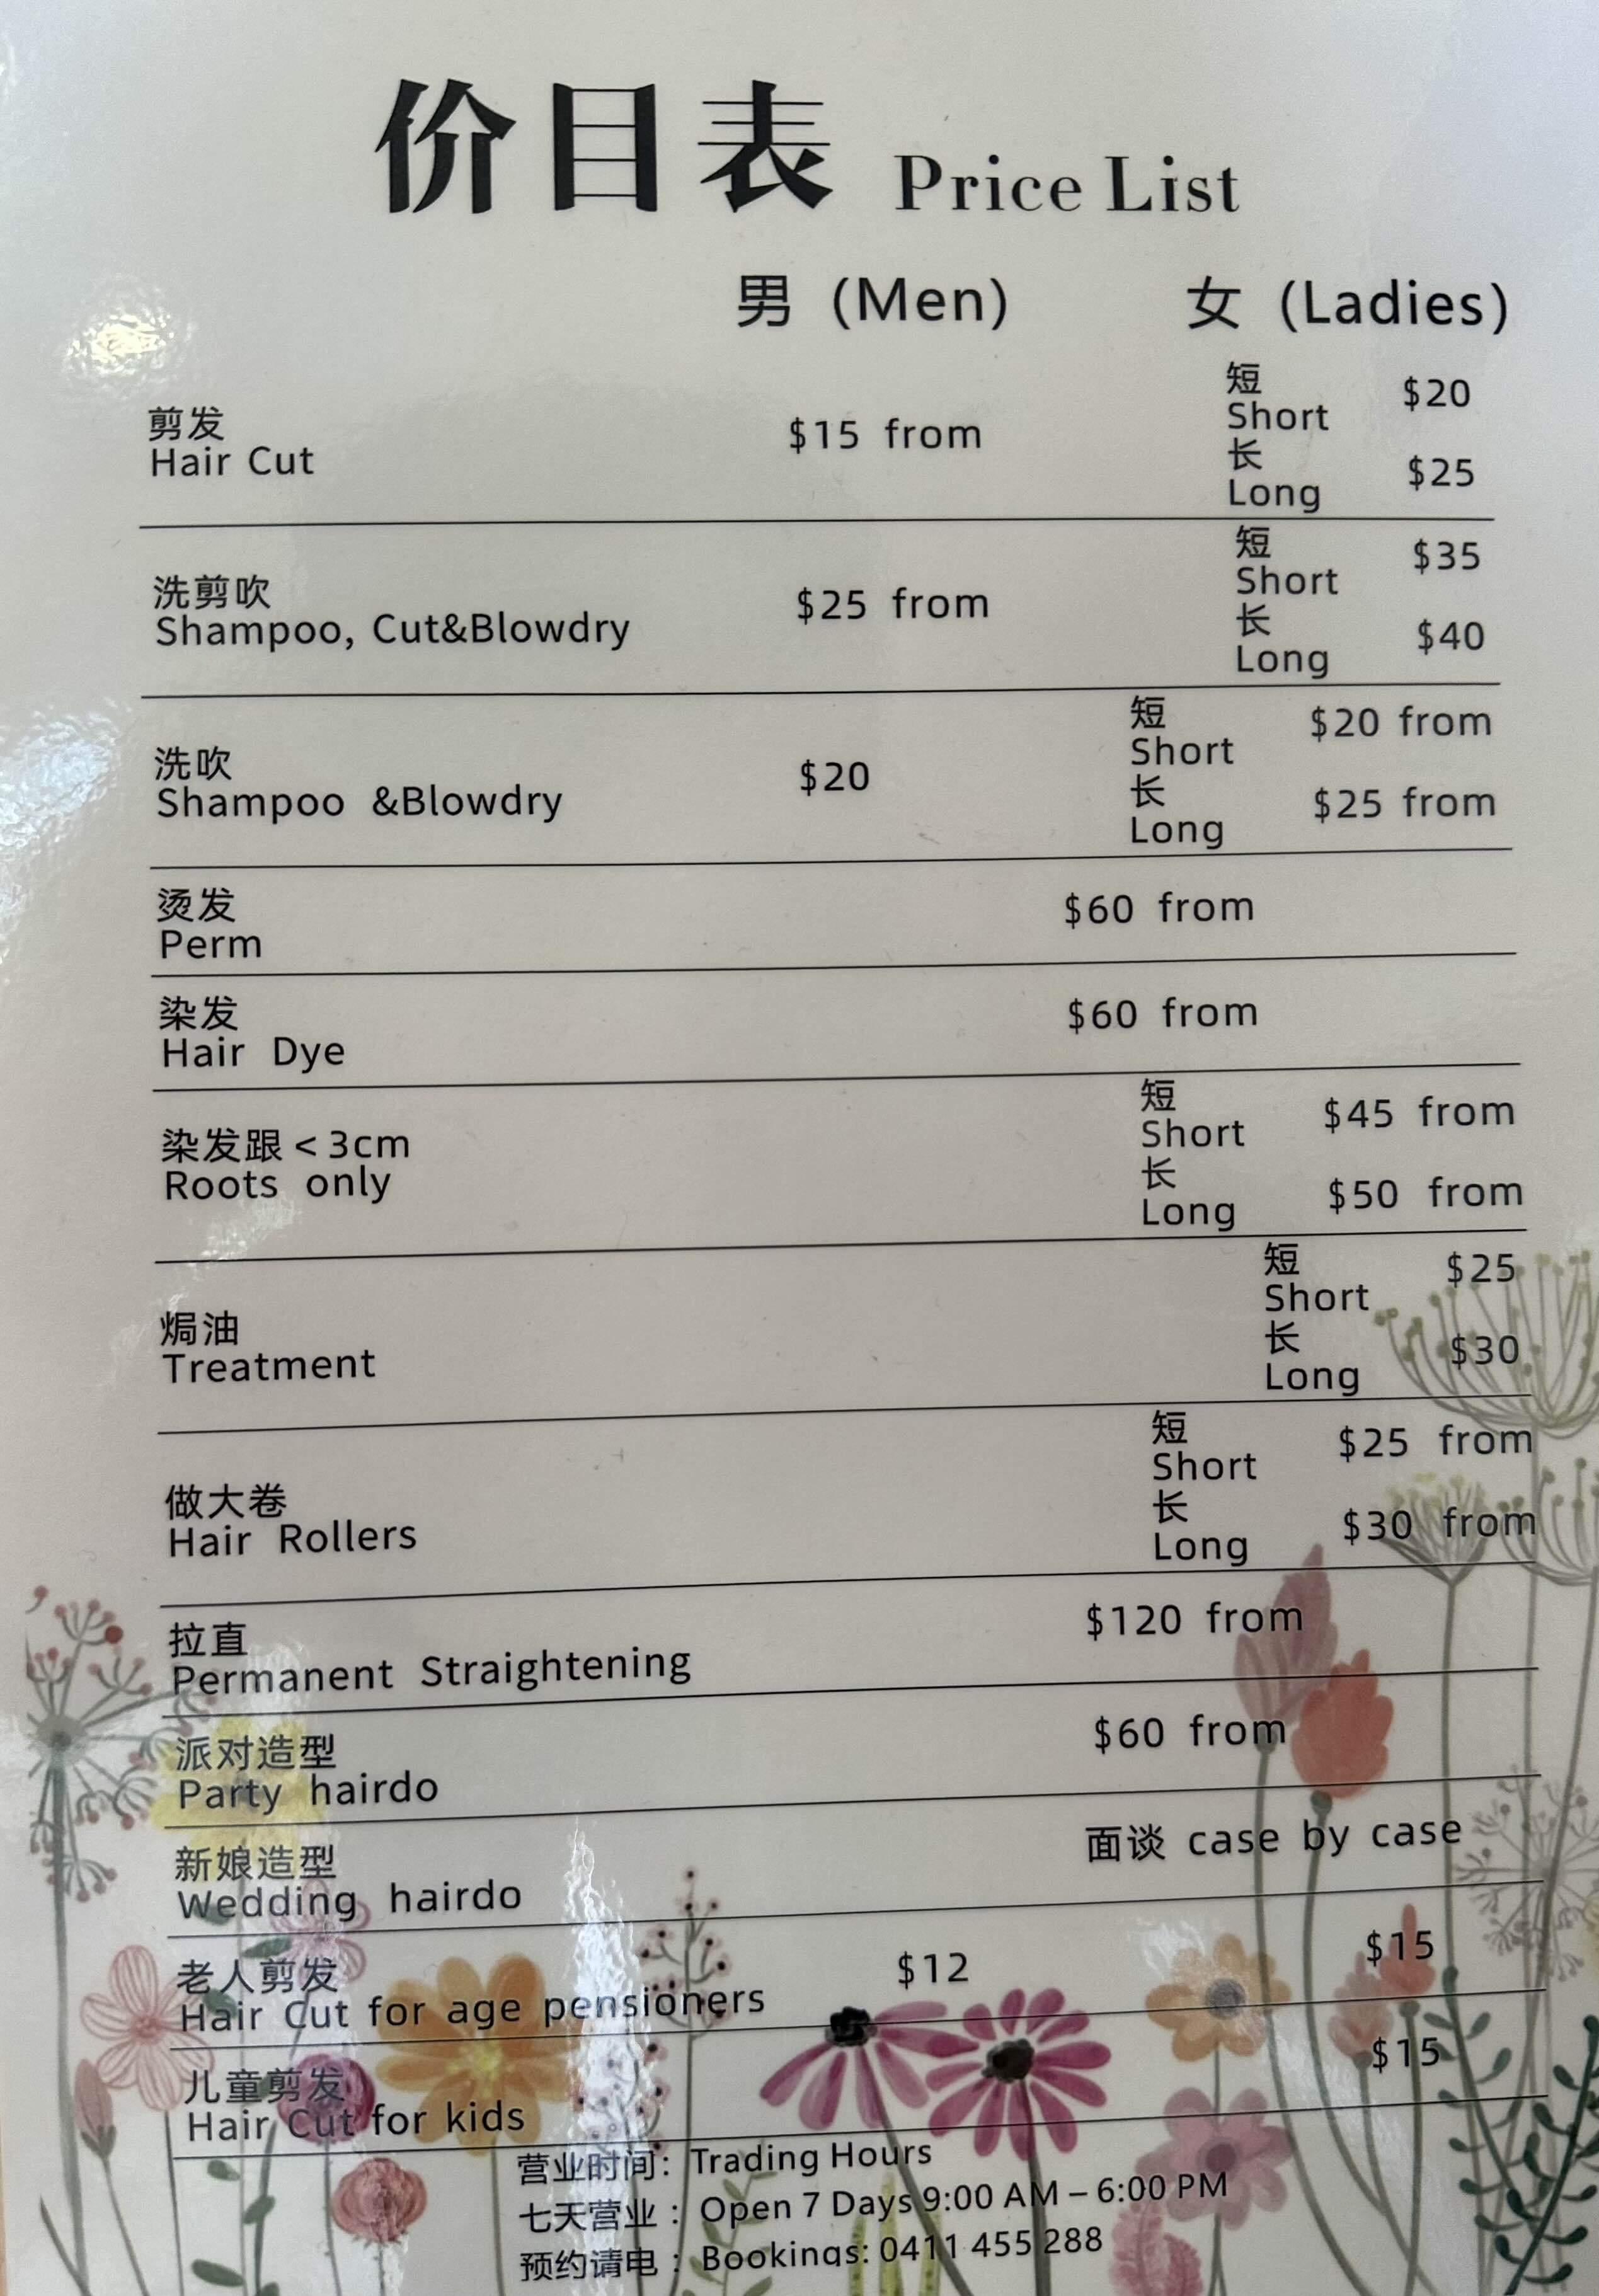 价目表 Price List
男 (Men) 女 (Ladies)
剪发
Hair Cut
$15 from
短
Short
$20
长
Long
$25
洗剪吹
Shampoo, Cut&Blowdry
$25 from
短
Short
$35
长
Long
$40
洗吹
Shampoo &Blowdry
$20
短
Short
$20 from
长
Long
$25 from
烫发
Perm
$60 from
染发
Hair Dye
$60 from
染发跟<3cm
Roots only
短
Short
$45 from
长
Long
$50 from
焗油
Treatment
短
Short
$25
长
Long
$30
做大卷
Hair Rollers
短
Short
$25 from
长
Long
$30 from
拉直
Permanent Straightening
$120 from
派对造型
Party hairdo
$60 from
新娘造型
Wedding hairdo
面谈 case by case
老人剪发
Hair Cut for age pensioners
$12
$15
儿童剪发
Hair Cut for kids
$15
营业时间：Trading Hours
七天营业：Open 7 Days 9:00 AM – 6:00 PM
预约请电：Bookings: 0411 455 288